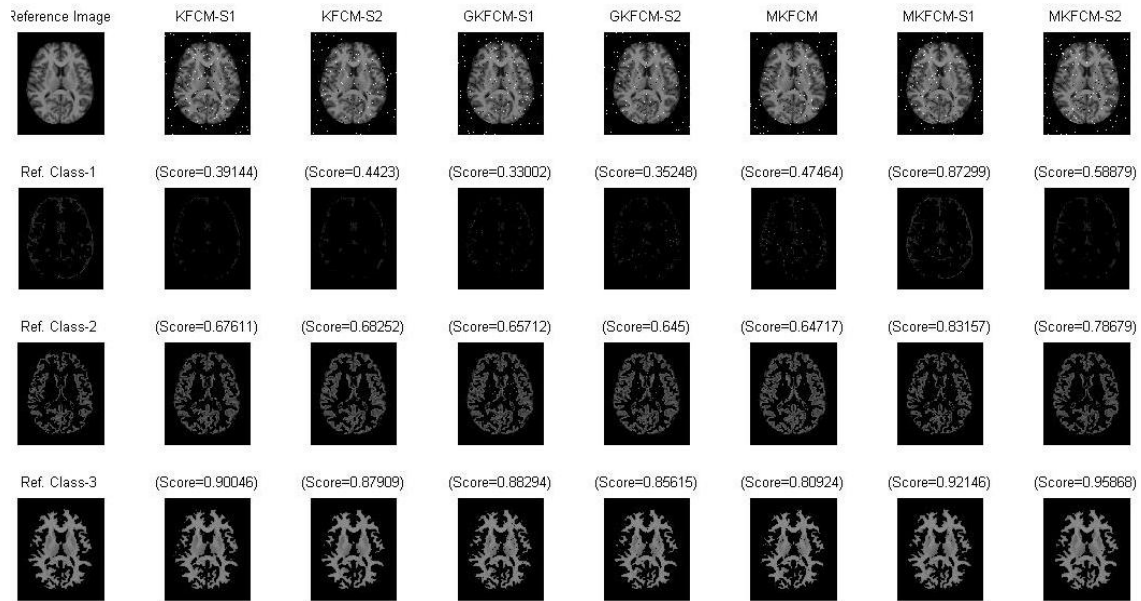 Reference Image KFCM-S1 KFCM-S2 GKFCM-S1 GKFCM-S2 MKFCM MKFCM-S1 MKFCM-S2
Ref. Class-1 (Score=0.39144) (Score=0.4423) (Score=0.33002) (Score=0.35248) (Score=0.47464) (Score=0.87299) (Score=0.58879)
Ref. Class-2 (Score=0.67611) (Score=0.68252) (Score=0.65712) (Score=0.645) (Score=0.64717) (Score=0.83157) (Score=0.78679)
Ref. Class-3 (Score=0.90046) (Score=0.87909) (Score=0.88294) (Score=0.85615) (Score=0.80924) (Score=0.92146) (Score=0.95868)